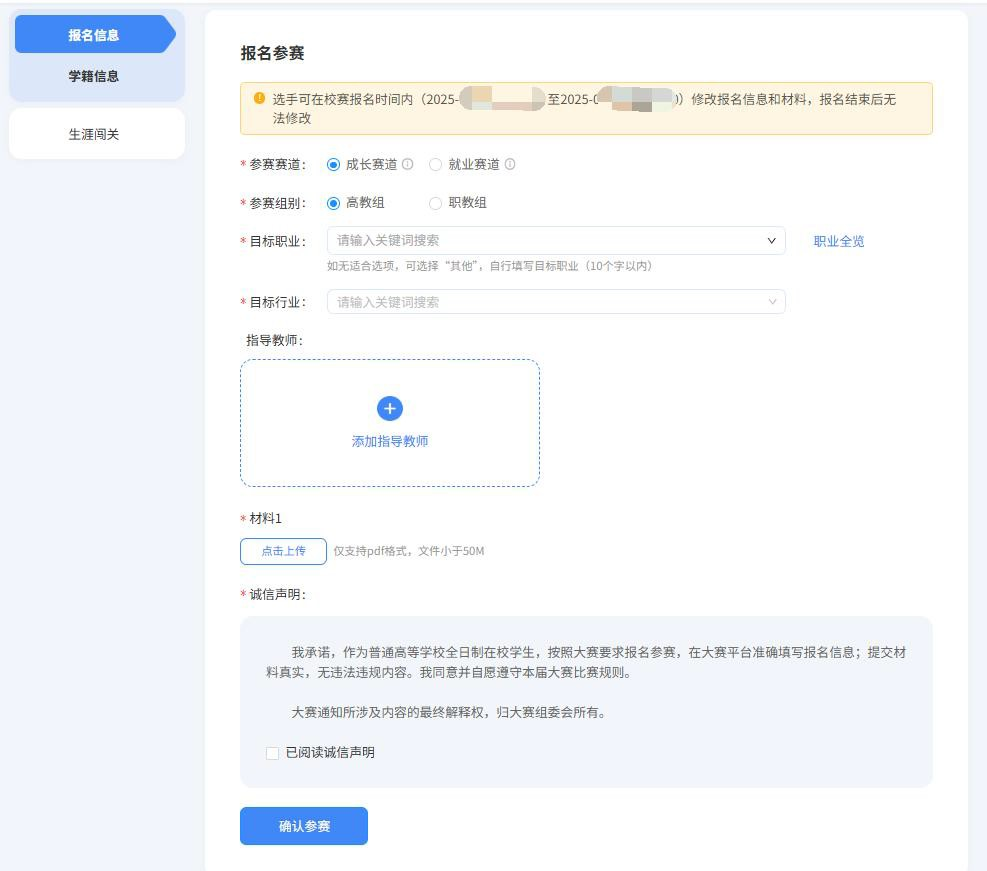 报名信息
学籍信息
生涯闯关
报名参赛
选手可在校赛报名时间内（2025- 至2025-0 0）修改报名信息和材料，报名结束后无
法修改
* 参赛赛道： 成长赛道 就业赛道
* 参赛组别： 高教组 职教组
* 目标职业： 请输入关键词搜索 职业全览
如无适合选项，可选择“其他”，自行填写目标职业（10个字以内）
* 目标行业： 请输入关键词搜索
指导教师：
添加指导教师
* 材料1
点击上传 仅支持pdf格式，文件小于50M
* 诚信声明：
我承诺，作为普通高等学校全日制在校学生，按照大赛要求报名参赛，在大赛平台准确填写报名信息；提交材
料真实，无违法违规内容。我同意并自愿遵守本届大赛比赛规则。
大赛通知所涉及内容的最终解释权，归大赛组委会所有。
已阅读诚信声明
确认参赛